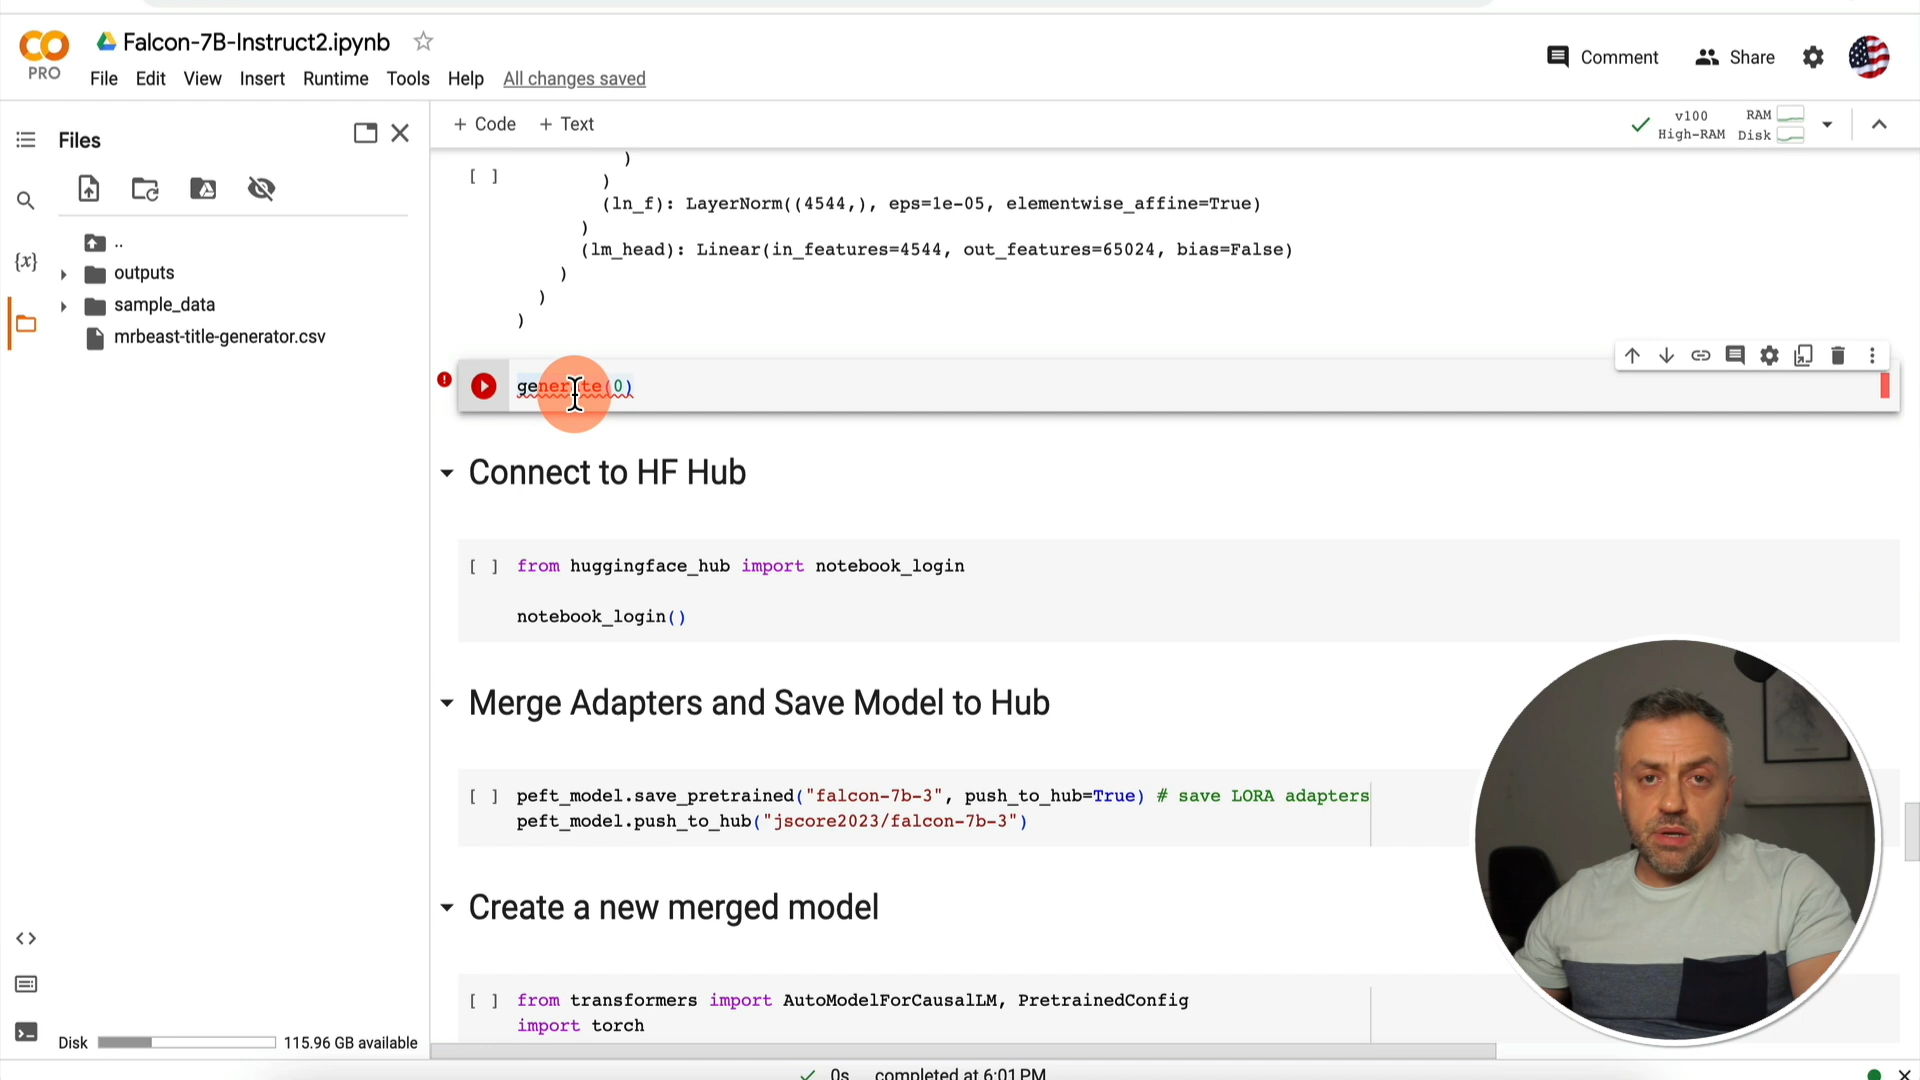 Falcon-7B-Instruct2.ipynb
PRO
File Edit View Insert Runtime Tools Help All changes saved
Comment
Share
Files
+ Code + Text
v100
High-RAM
RAM
Disk
..
outputs
sample_data
mrbeast-title-generator.csv
{x}
)
[ ] )
(ln_f): LayerNorm((4544,), eps=1e-05, elementwise_affine=True)
)
(lm_head): Linear(in_features=4544, out_features=65024, bias=False)
)
)
)
generate(0)
Connect to HF Hub
[ ] from huggingface_hub import notebook_login
notebook_login()
Merge Adapters and Save Model to Hub
[ ] peft_model.save_pretrained("falcon-7b-3", push_to_hub=True) # save LORA adapters
peft_model.push_to_hub("jscore2023/falcon-7b-3")
Create a new merged model
[ ] from transformers import AutoModelForCausalLM, PretrainedConfig
import torch
Disk 115.96 GB available
0s completed at 6:01 PM